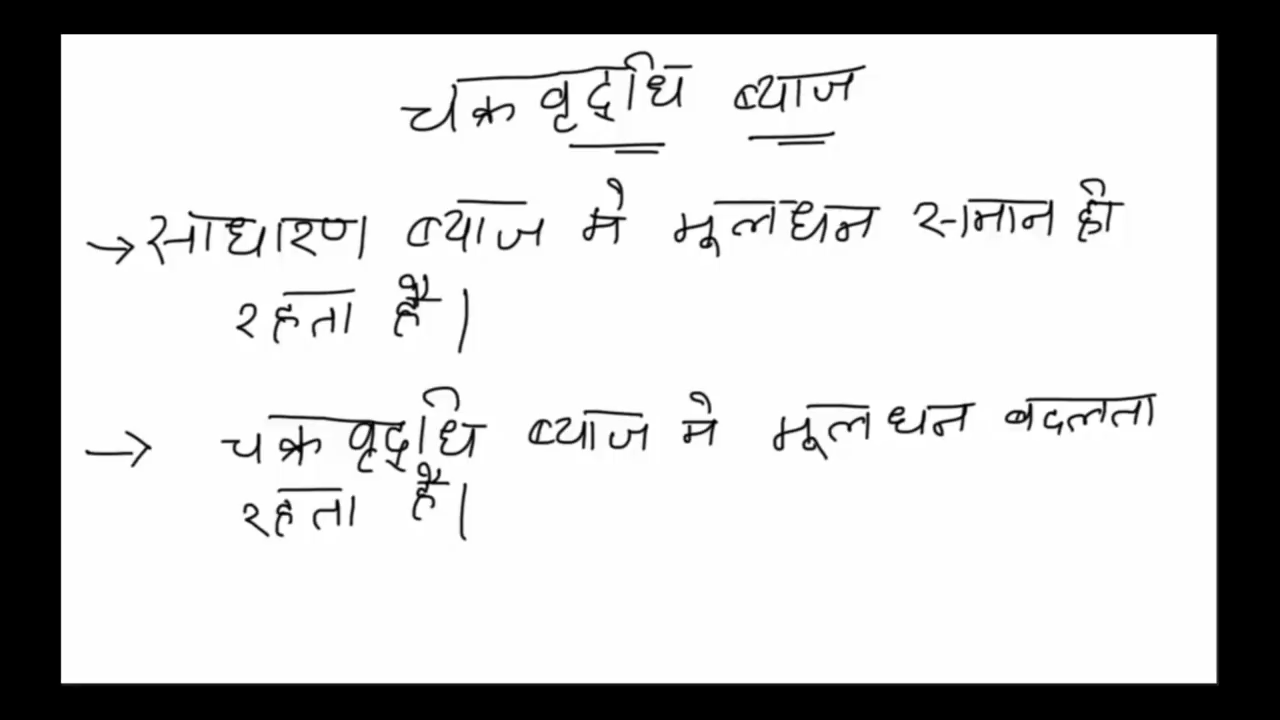 चक्रवृद्धि ब्याज
→ साधारण ब्याज मे मूलधन समान ही
रहता है।
→ चक्रवृद्धि ब्याज मे मूलधन बदलता
रहता है।